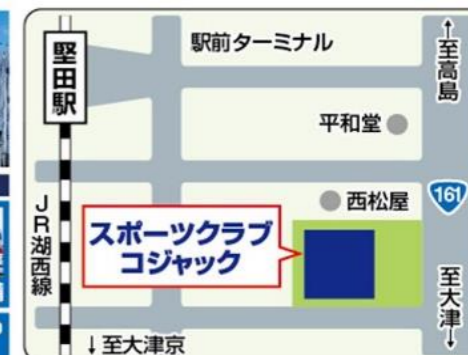 堅田駅
駅前ターミナル
↑至高島
平和堂
西松屋
161
JR湖西線
スポーツクラブ
コジャック
至大津↓
↓至大津京